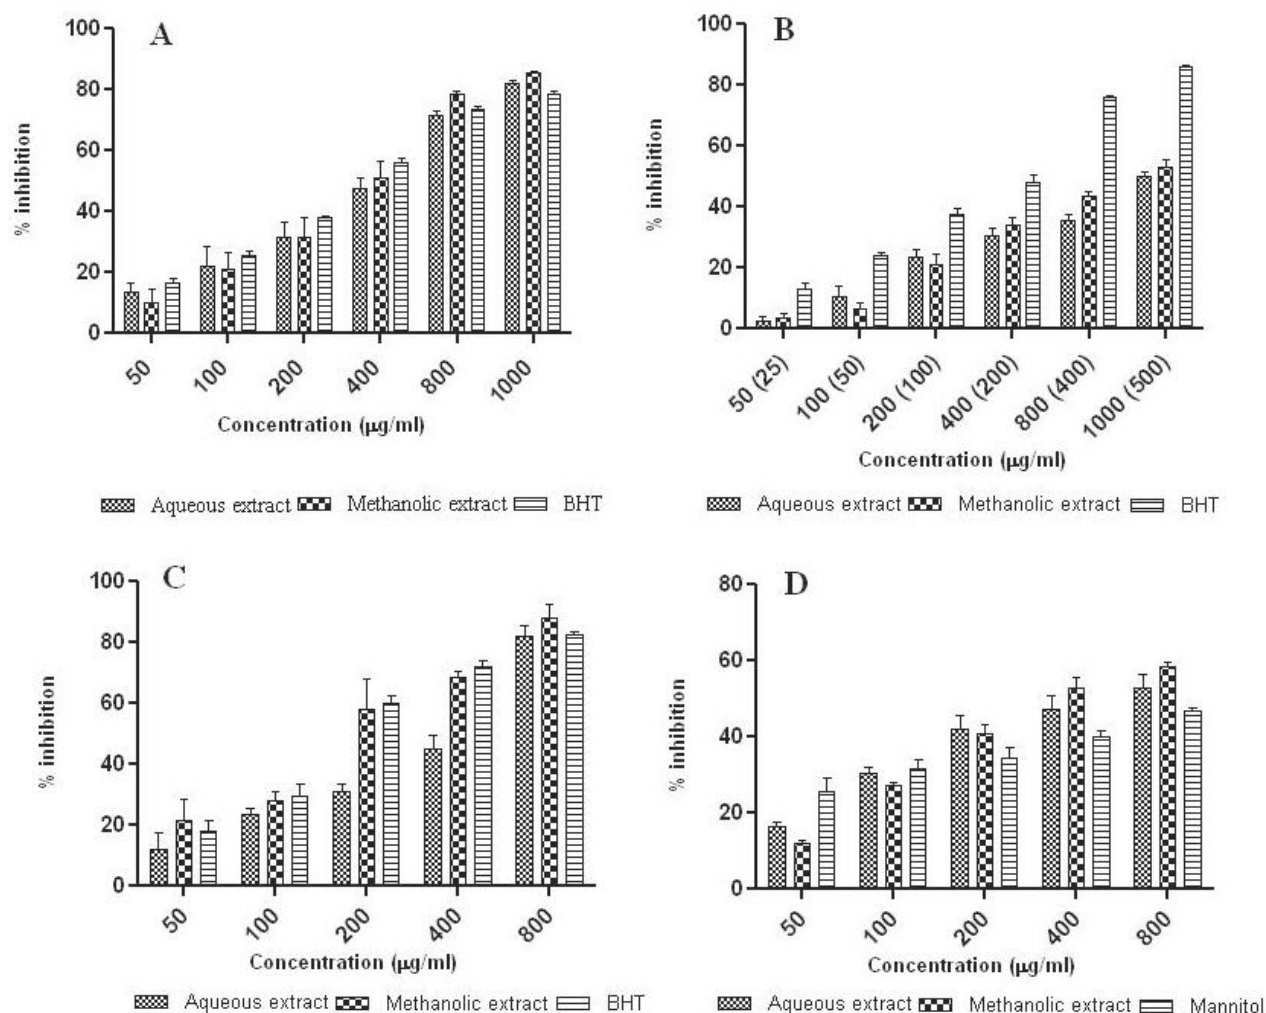 A
100
80
60
40
20
0
% inhibition
50 100 200 400 800 1000
Concentration (µg/ml)
Aqueous extract Methanolic extract BHT
B
100
80
60
40
20
0
% inhibition
50 (25) 100 (50) 200 (100) 400 (200) 800 (400) 1000 (500)
Concentration (µg/ml)
Aqueous extract Methanolic extract BHT
C
100
80
60
40
20
0
% inhibition
50 100 200 400 800
Concentration (µg/ml)
Aqueous extract Methanolic extract BHT
D
80
60
40
20
0
% inhibition
50 100 200 400 800
Concentration (µg/ml)
Aqueous extract Methanolic extract Mannitol